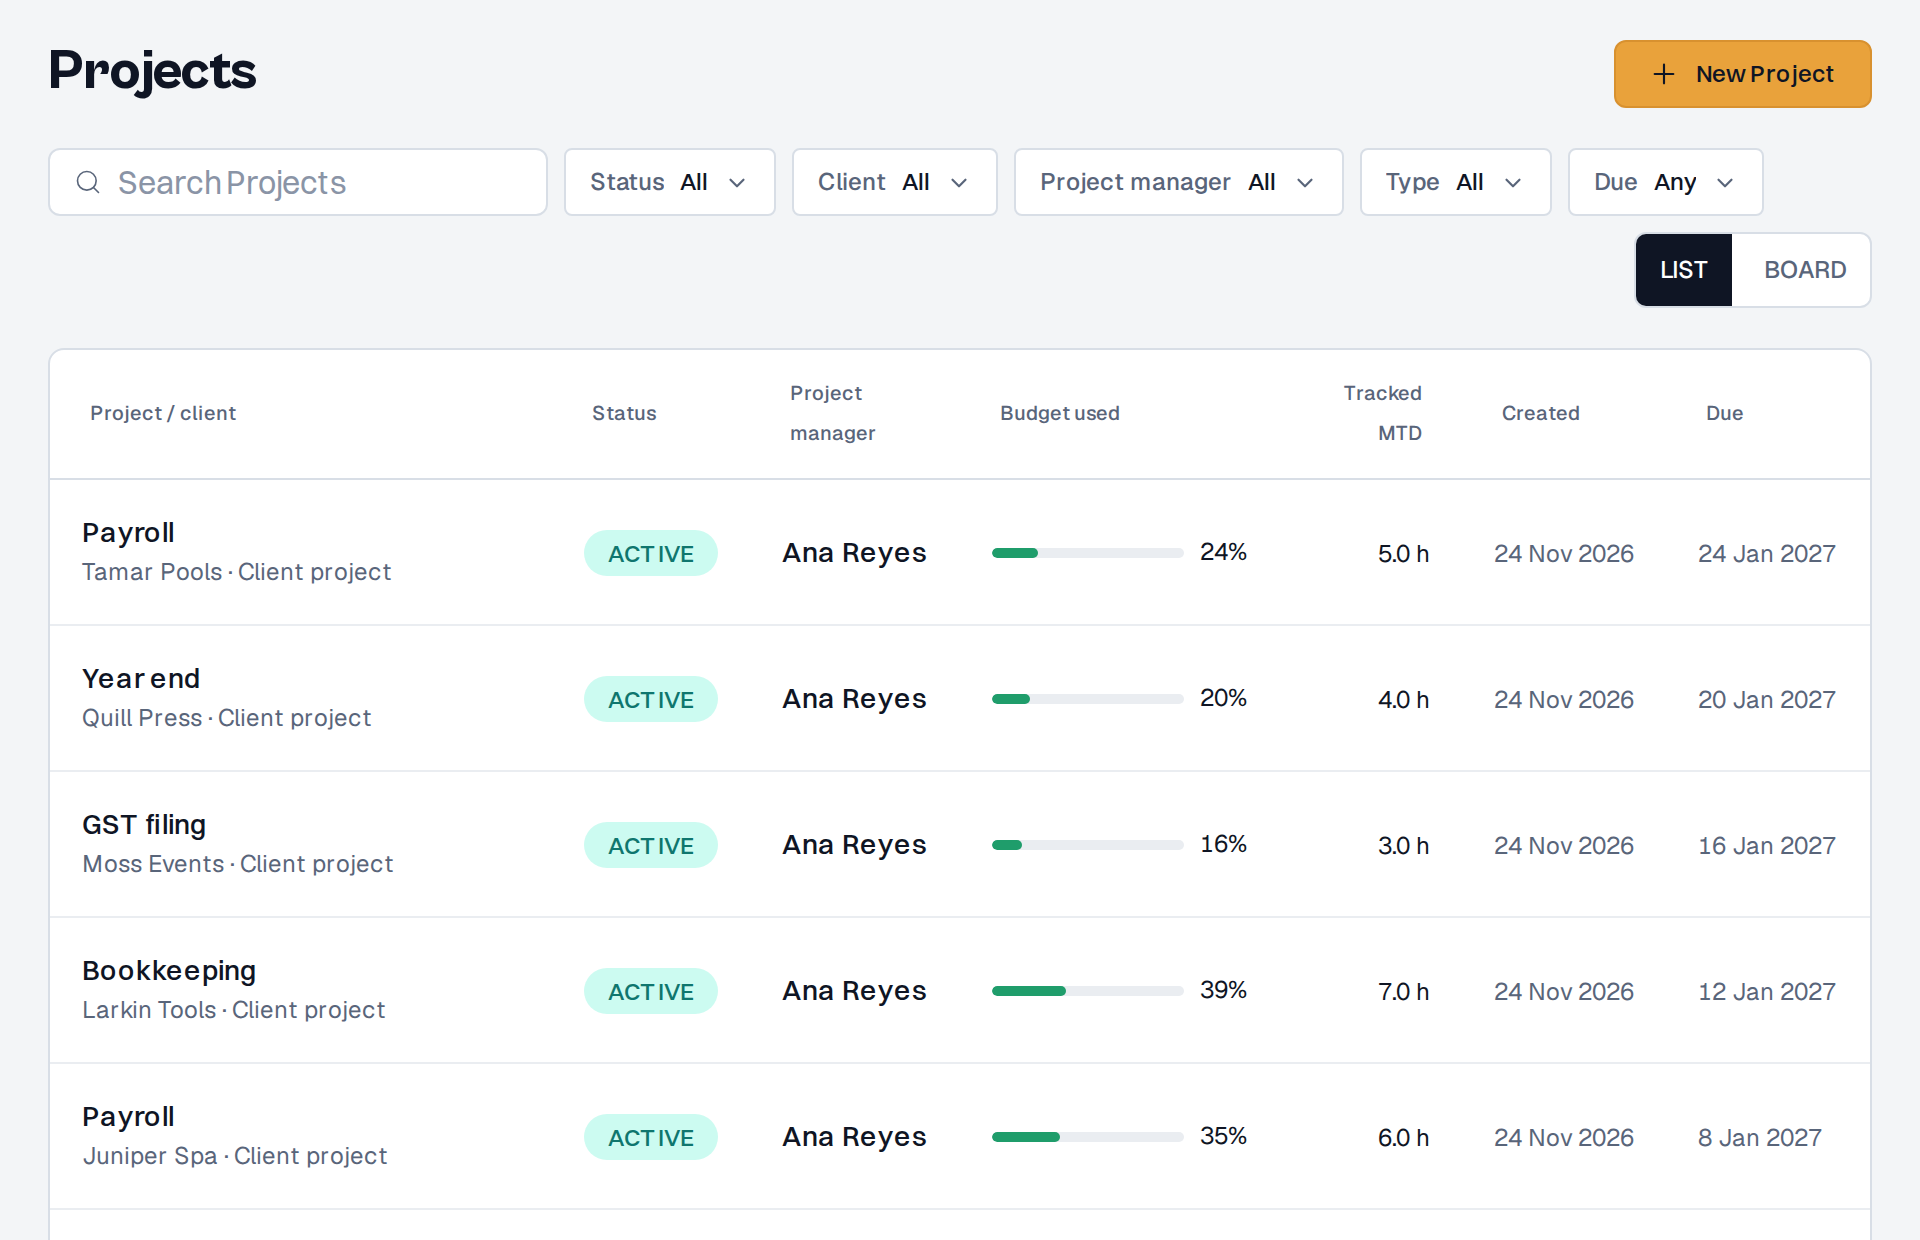 Projects
New Project
Search Projects
Status All
Client All
Project manager All
Type All
Due Any
LIST
BOARD
Project / client
Status
Project
manager
Budget used
Tracked
MTD
Created
Due
Payroll
Tamar Pools · Client project
ACTIVE
Ana Reyes
24%
5.0 h
24 Nov 2026
24 Jan 2027
Year end
Quill Press · Client project
ACTIVE
Ana Reyes
20%
4.0 h
24 Nov 2026
20 Jan 2027
GST filing
Moss Events · Client project
ACTIVE
Ana Reyes
16%
3.0 h
24 Nov 2026
16 Jan 2027
Bookkeeping
Larkin Tools · Client project
ACTIVE
Ana Reyes
39%
7.0 h
24 Nov 2026
12 Jan 2027
Payroll
Juniper Spa · Client project
ACTIVE
Ana Reyes
35%
6.0 h
24 Nov 2026
8 Jan 2027